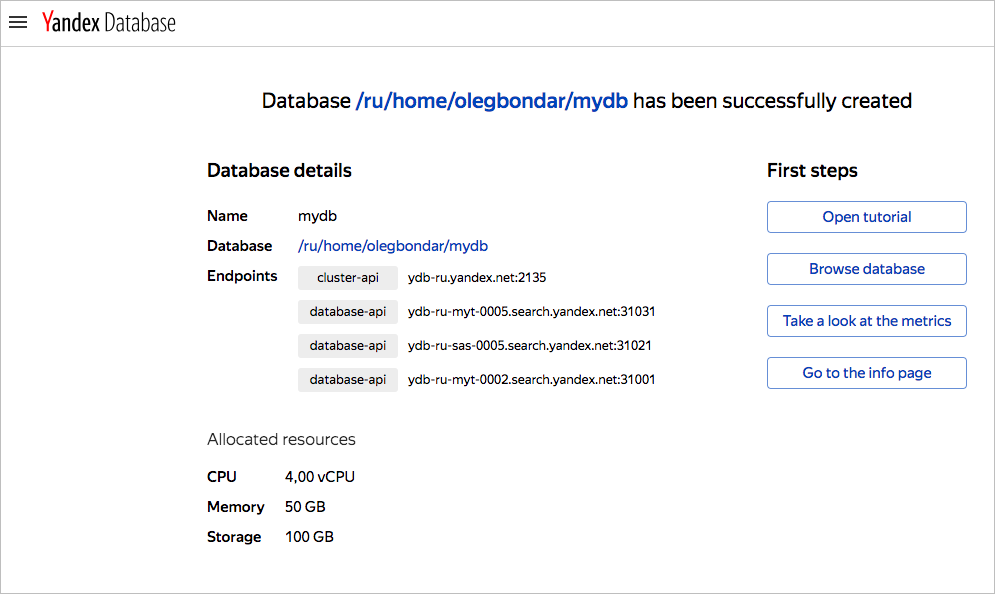 Yandex Database
Database /ru/home/olegbondar/mydb has been successfully created
Database details
Name mydb
Database /ru/home/olegbondar/mydb
Endpoints cluster-api ydb-ru.yandex.net:2135
database-api ydb-ru-myt-0005.search.yandex.net:31031
database-api ydb-ru-sas-0005.search.yandex.net:31021
database-api ydb-ru-myt-0002.search.yandex.net:31001
Allocated resources
CPU 4,00 vCPU
Memory 50 GB
Storage 100 GB
First steps
Open tutorial
Browse database
Take a look at the metrics
Go to the info page